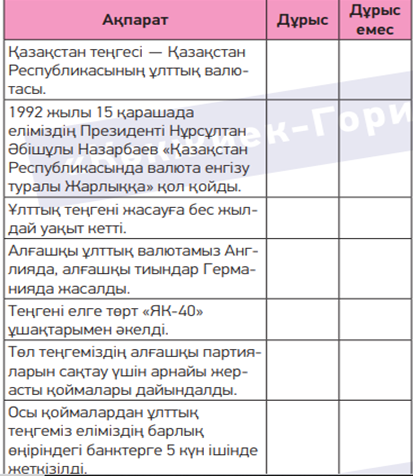 Ақпарат
Дұрыс
Дұрыс
емес
Қазақстан теңгесі — Қазақстан
Республикасының ұлттық валю-
тасы.
1992 жылы 15 қарашада
еліміздің Президенті Нұрсұлтан
Әбішұлы Назарбаев «Қазақстан
Республикасында валюта енгізу
туралы Жарлыққа» қол қойды.
Ұлттық теңгені жасауға бес жыл-
дай уақыт кетті.
Алғашқы ұлттық валютамыз Анг-
лияда, алғашқы тиындар Герма-
нияда жасалды.
Теңгені елге төрт «ЯК-40»
ұшақтарымен әкелді.
Төл теңгеміздің алғашқы партия-
ларын сақтау үшін арнайы жер-
асты қоймалары дайындалды.
Осы қоймалардан ұлттық
теңгеміз еліміздің барлық
өңіріндегі банктерге 5 күн ішінде
жеткізілді.